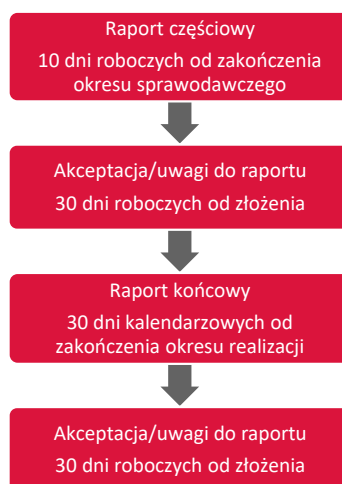 Raport częściowy
10 dni roboczych od zakończenia
okresu sprawodawczego
Akceptacja/uwagi do raportu
30 dni roboczych od złożenia
Raport końcowy
30 dni kalendarzowych od
zakończenia okresu realizacji
Akceptacja/uwagi do raportu
30 dni roboczych od złożenia